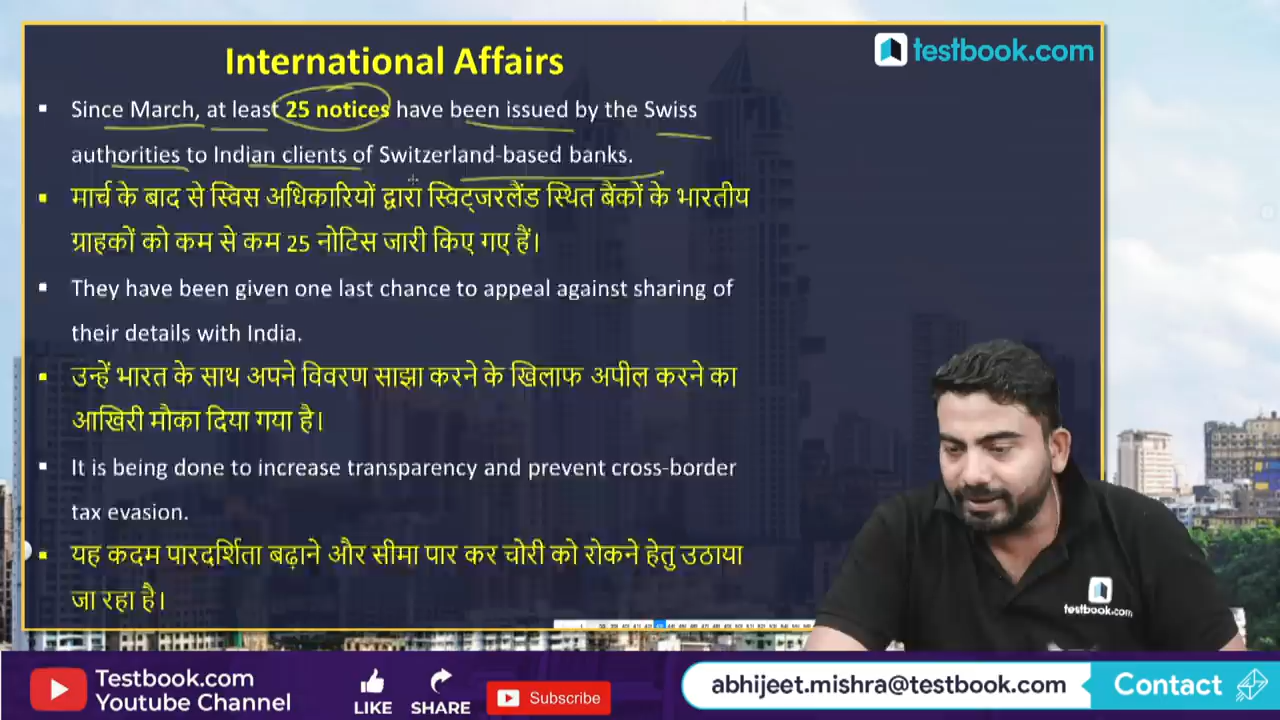 International Affairs
testbook.com
▪ Since March, at least 25 notices have been issued by the Swiss
authorities to Indian clients of Switzerland-based banks.
▪ मार्च के बाद से स्विस अधिकारियों द्वारा स्विट्जरलैंड स्थित बैंकों के भारतीय
ग्राहकों को कम से कम 25 नोटिस जारी किए गए हैं।
▪ They have been given one last chance to appeal against sharing of
their details with India.
▪ उन्हें भारत के साथ अपने विवरण साझा करने के खिलाफ अपील करने का
आखिरी मौका दिया गया है।
▪ It is being done to increase transparency and prevent cross-border
tax evasion.
▪ यह कदम पारदर्शिता बढ़ाने और सीमा पार कर चोरी को रोकने हेतु उठाया
जा रहा है।
testbook.com
Testbook.com
Youtube Channel
LIKE
SHARE
Subscribe
abhijeet.mishra@testbook.com
Contact